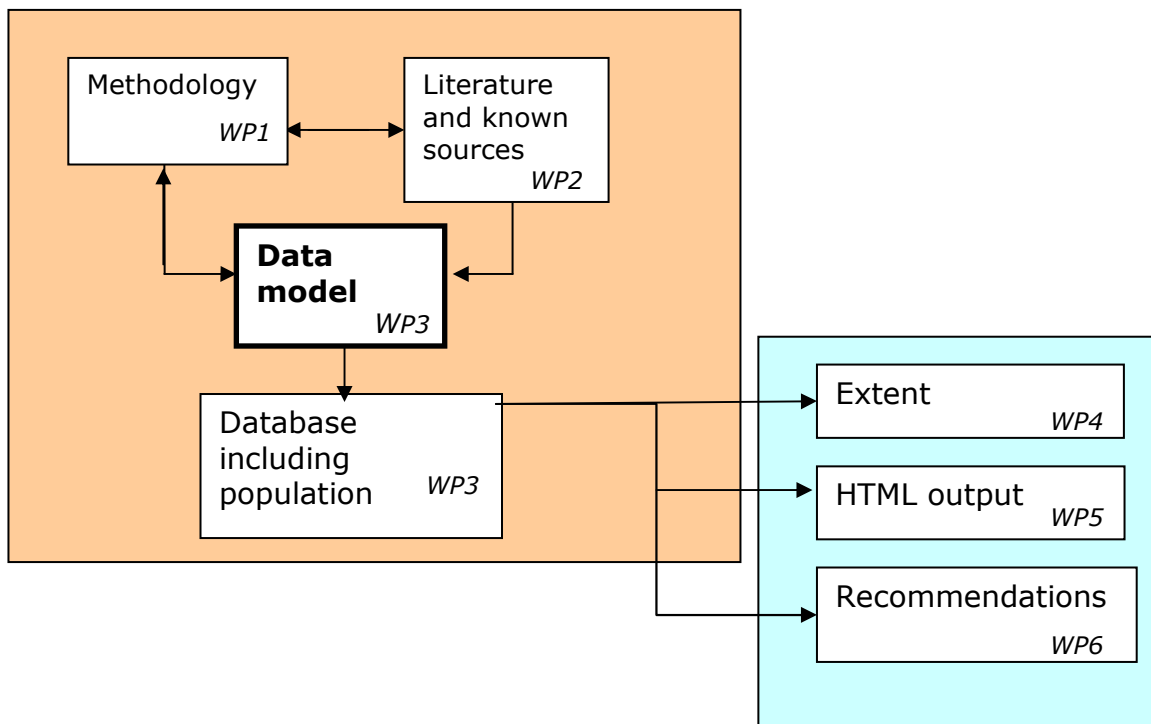 Methodology
WP1
Literature
and known
sources
WP2
Data
model
WP3
Database
including
population
WP3
Extent
WP4
HTML output
WP5
Recommendations
WP6